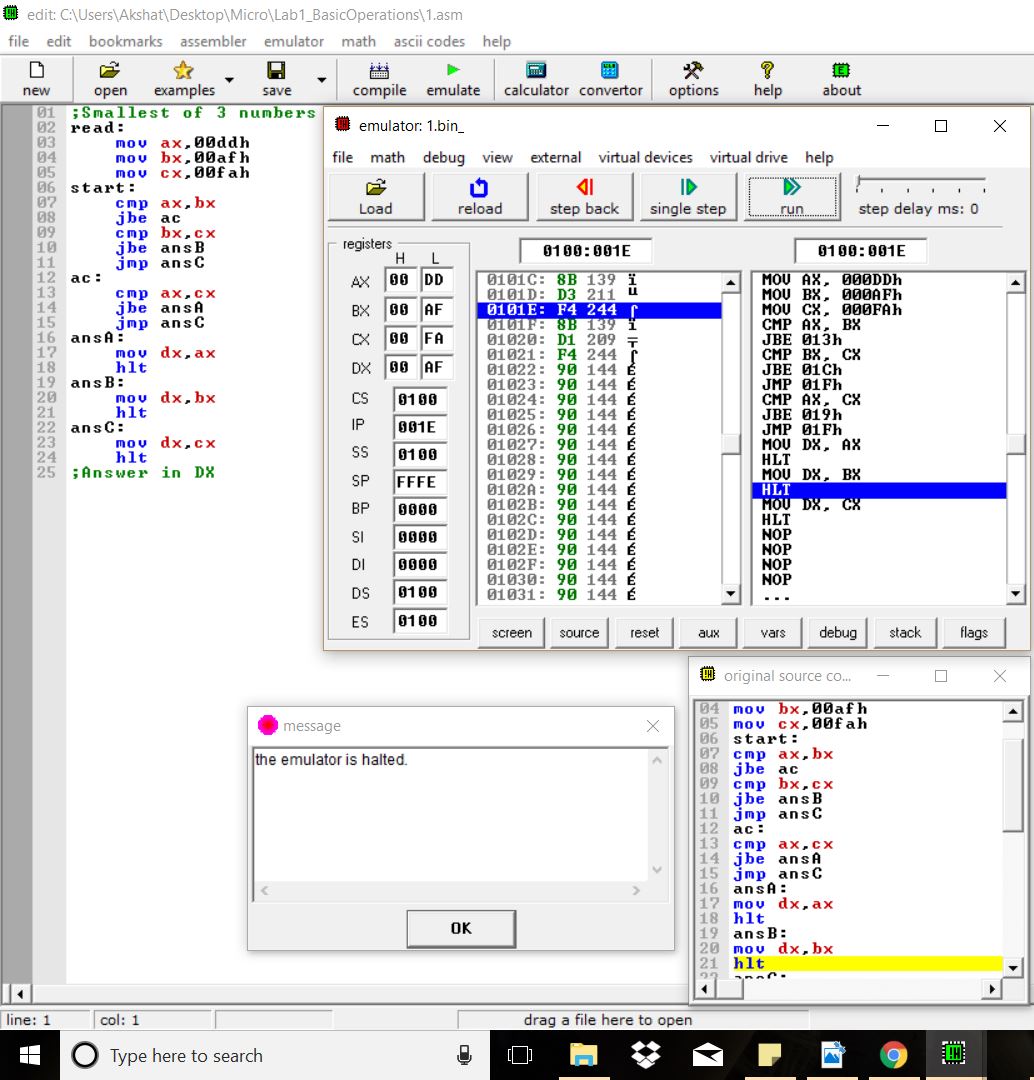 edit: C:\Users\Akshat\Desktop\Micro\Lab1_BasicOperations\1.asm
file edit bookmarks assembler emulator math ascii codes help
new open examples save compile emulate calculator convertor options help about
01 ;Smallest of 3 numbers
02 read:
03 mov ax,00ddh
04 mov bx,00afh
05 mov cx,00fah
06 start:
07 cmp ax,bx
08 jbe ac
09 cmp bx,cx
10 jbe ansB
11 jmp ansC
12 ac:
13 cmp ax,cx
14 jbe ansA
15 jmp ansC
16 ansA:
17 mov dx,ax
18 hlt
19 ansB:
20 mov dx,bx
21 hlt
22 ansC:
23 mov dx,cx
24 hlt
25 ;Answer in DX
emulator: 1.bin_
file math debug view external virtual devices virtual drive help
Load reload step back single step run step delay ms: 0
registers
H L
AX 00 DD
BX 00 AF
CX 00 FA
DX 00 AF
CS 0100
IP 001E
SS 0100
SP FFFE
BP 0000
SI 0000
DI 0000
DS 0100
ES 0100
0100:001E
0101C: 8B 139 ï
0101D: D3 211 ╙
0101E: F4 244 ⌠
0101F: 8B 139 ï
01020: D1 209 ╤
01021: F4 244 ⌠
01022: 90 144 É
01023: 90 144 É
01024: 90 144 É
01025: 90 144 É
01026: 90 144 É
01027: 90 144 É
01028: 90 144 É
01029: 90 144 É
0102A: 90 144 É
0102B: 90 144 É
0102C: 90 144 É
0102D: 90 144 É
0102E: 90 144 É
0102F: 90 144 É
01030: 90 144 É
01031: 90 144 É
0100:001E
MOV AX, 000DDh
MOV BX, 000AFh
MOV CX, 000FAh
CMP AX, BX
JBE 013h
CMP BX, CX
JBE 01Ch
JMP 01Fh
CMP AX, CX
JBE 019h
JMP 01Fh
MOV DX, AX
HLT
MOV DX, BX
HLT
MOV DX, CX
HLT
NOP
NOP
NOP
NOP
...
screen source reset aux vars debug stack flags
original source co...
04 mov bx,00afh
05 mov cx,00fah
06 start:
07 cmp ax,bx
08 jbe ac
09 cmp bx,cx
10 jbe ansB
11 jmp ansC
12 ac:
13 cmp ax,cx
14 jbe ansA
15 jmp ansC
16 ansA:
17 mov dx,ax
18 hlt
19 ansB:
20 mov dx,bx
21 hlt
22 ansC:
message
the emulator is halted.
OK
line: 1 col: 1 drag a file here to open
Type here to search